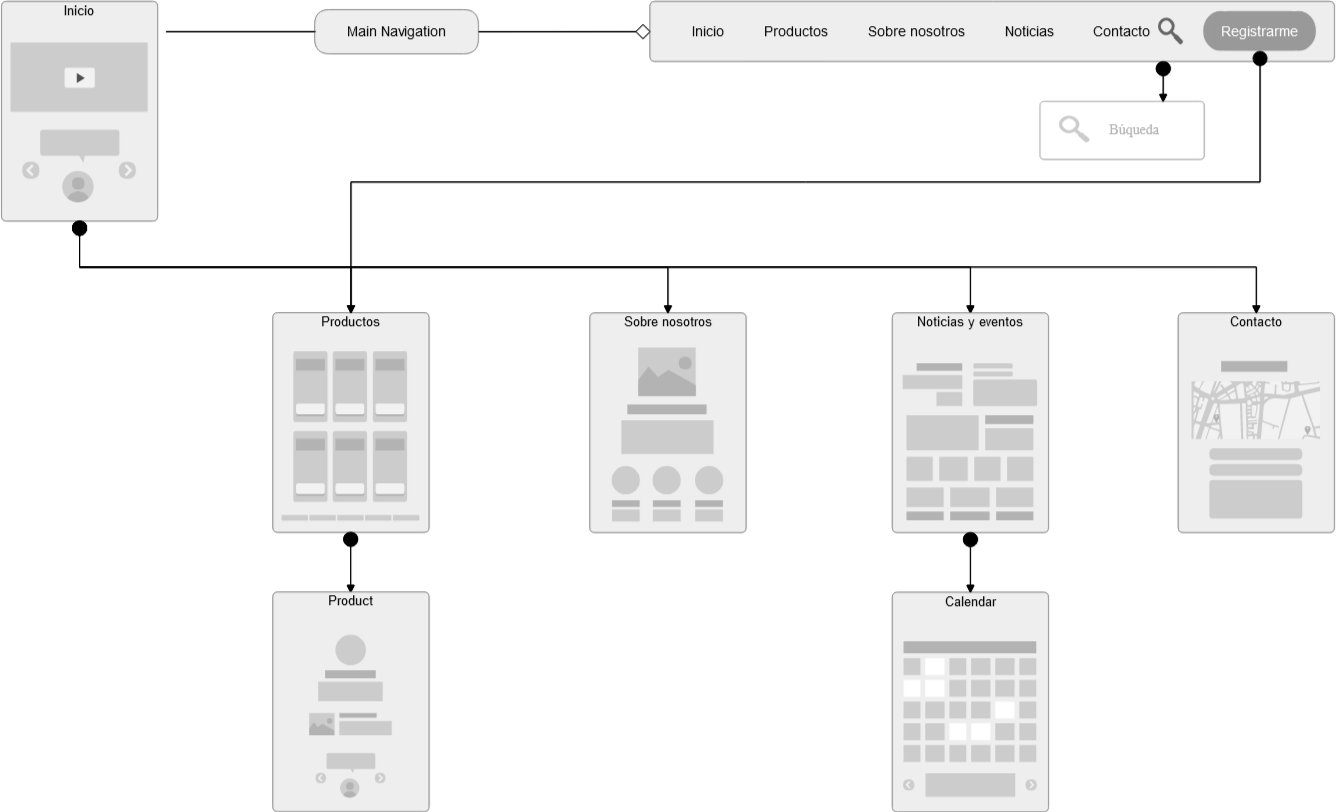 Inicio
Main Navigation
Inicio Productos Sobre nosotros Noticias Contacto Registrarme
Búqueda
Productos
Sobre nosotros
Noticias y eventos
Contacto
Product
Calendar